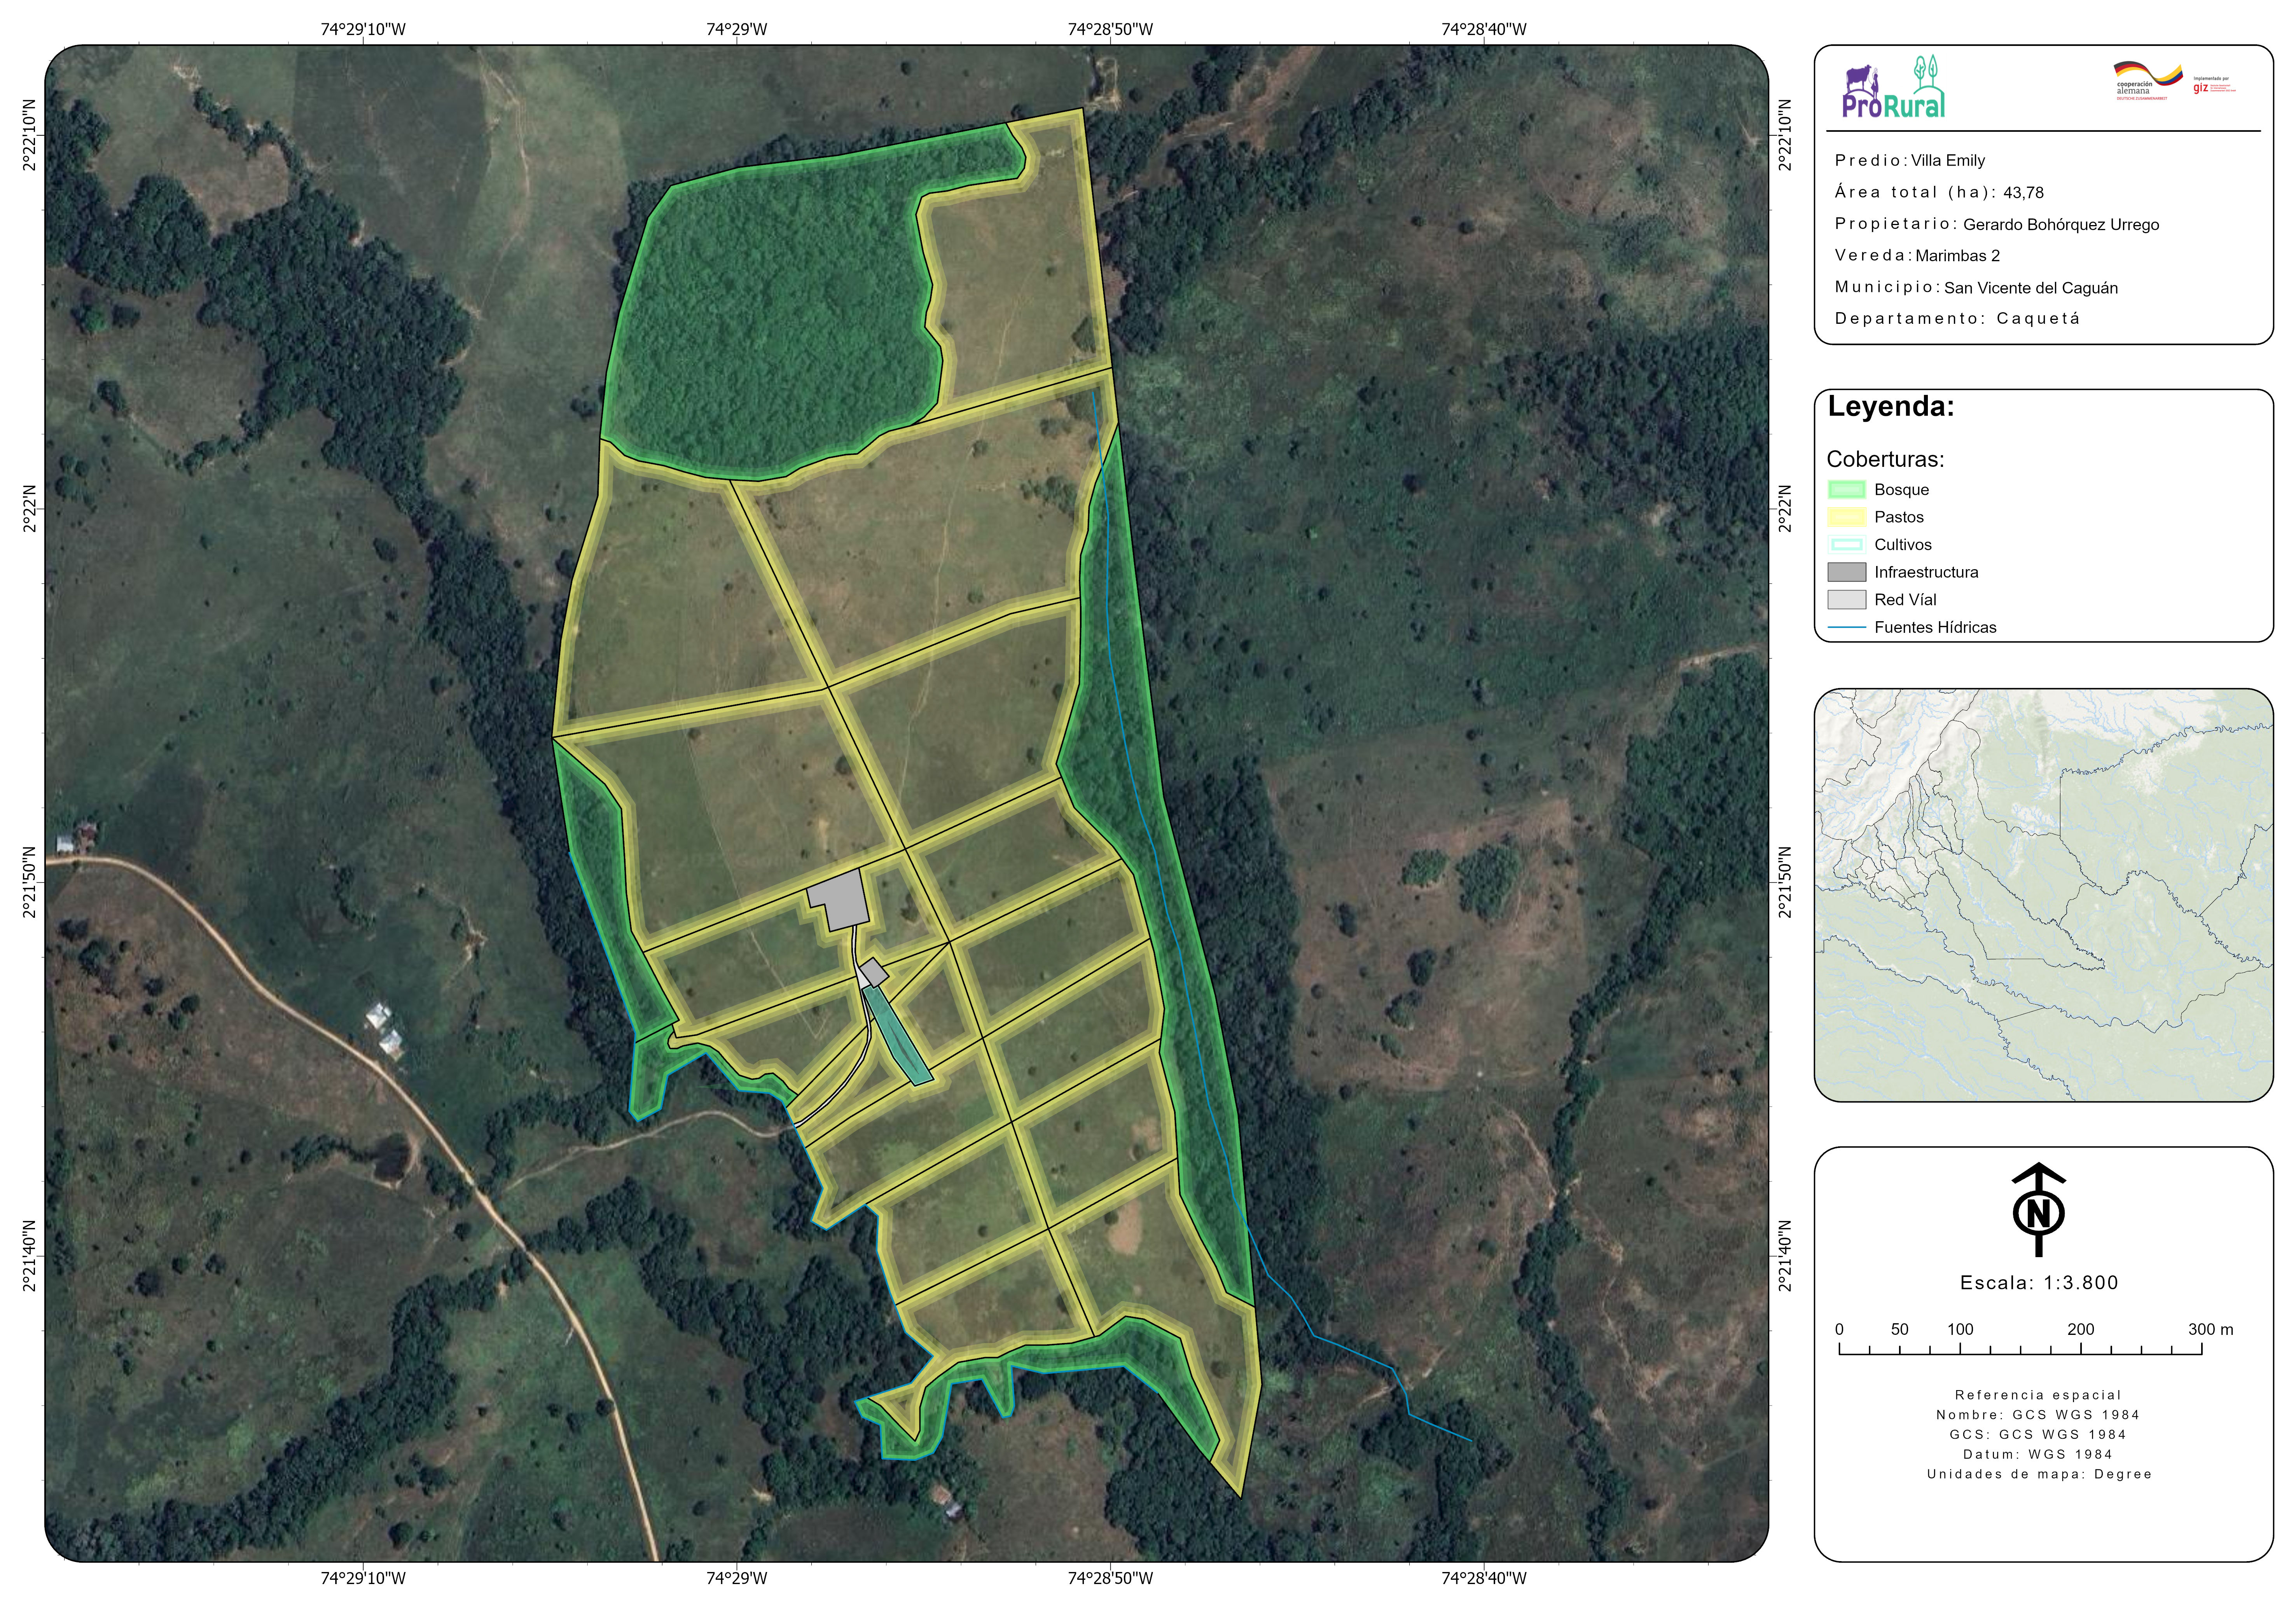 74°29'10"W
74°29'W
74°28'50"W
74°28'40"W
2°22'10"N
2°22'N
2°21'50"N
2°21'40"N
2°22'10"N
2°22'N
2°21'50"N
2°21'40"N
74°29'10"W
74°29'W
74°28'50"W
74°28'40"W
ProRural
cooperación
alemana
DEUTSCHE ZUSAMMENARBEIT
Implementada por
giz
Predio: Villa Emily
Área total (ha): 43,78
Propietario: Gerardo Bohórquez Urrego
Vereda: Marimbas 2
Municipio: San Vicente del Caguán
Departamento: Caquetá
Leyenda:
Coberturas:
Bosque
Pastos
Cultivos
Infraestructura
Red Víal
Fuentes Hídricas
N
Escala: 1:3.800
0 50 100 200 300 m
Referencia espacial
Nombre: GCS WGS 1984
GCS: GCS WGS 1984
Datum: WGS 1984
Unidades de mapa: Degree